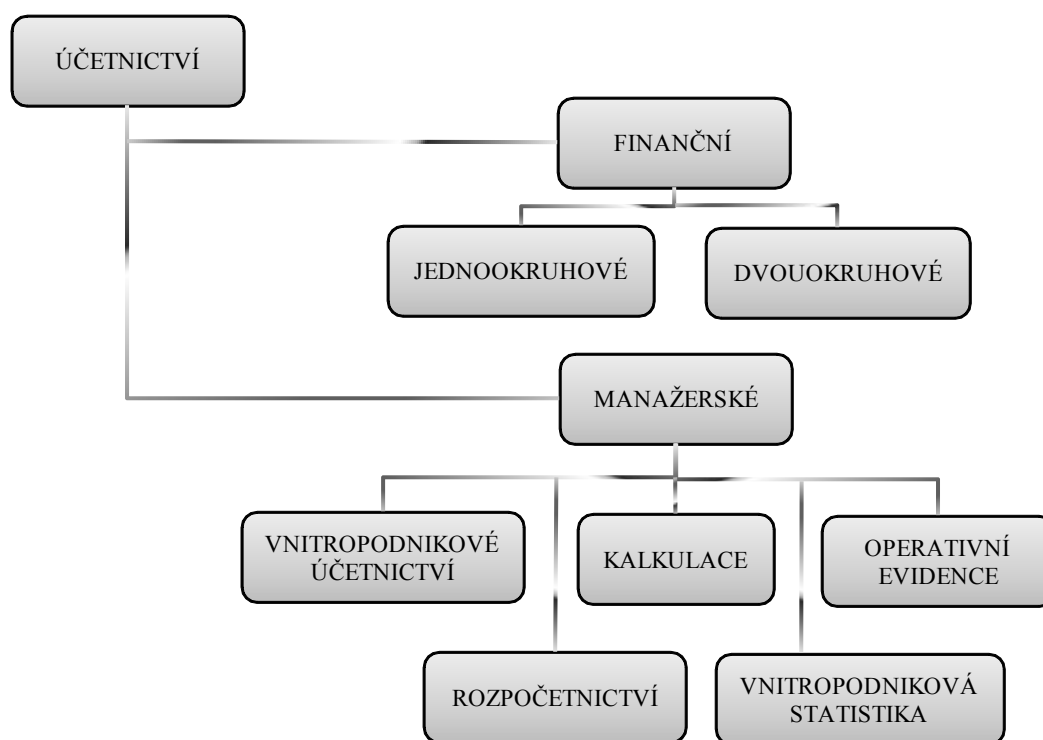 ÚČETNICTVÍ
FINANČNÍ
JEDNOOKRUHOVÉ
DVOUOKRUHOVÉ
MANAŽERSKÉ
VNITROPODNIKOVÉ
ÚČETNICTVÍ
KALKULACE
OPERATIVNÍ
EVIDENCE
ROZPOČETNICTVÍ
VNITROPODNIKOVÁ
STATISTIKA